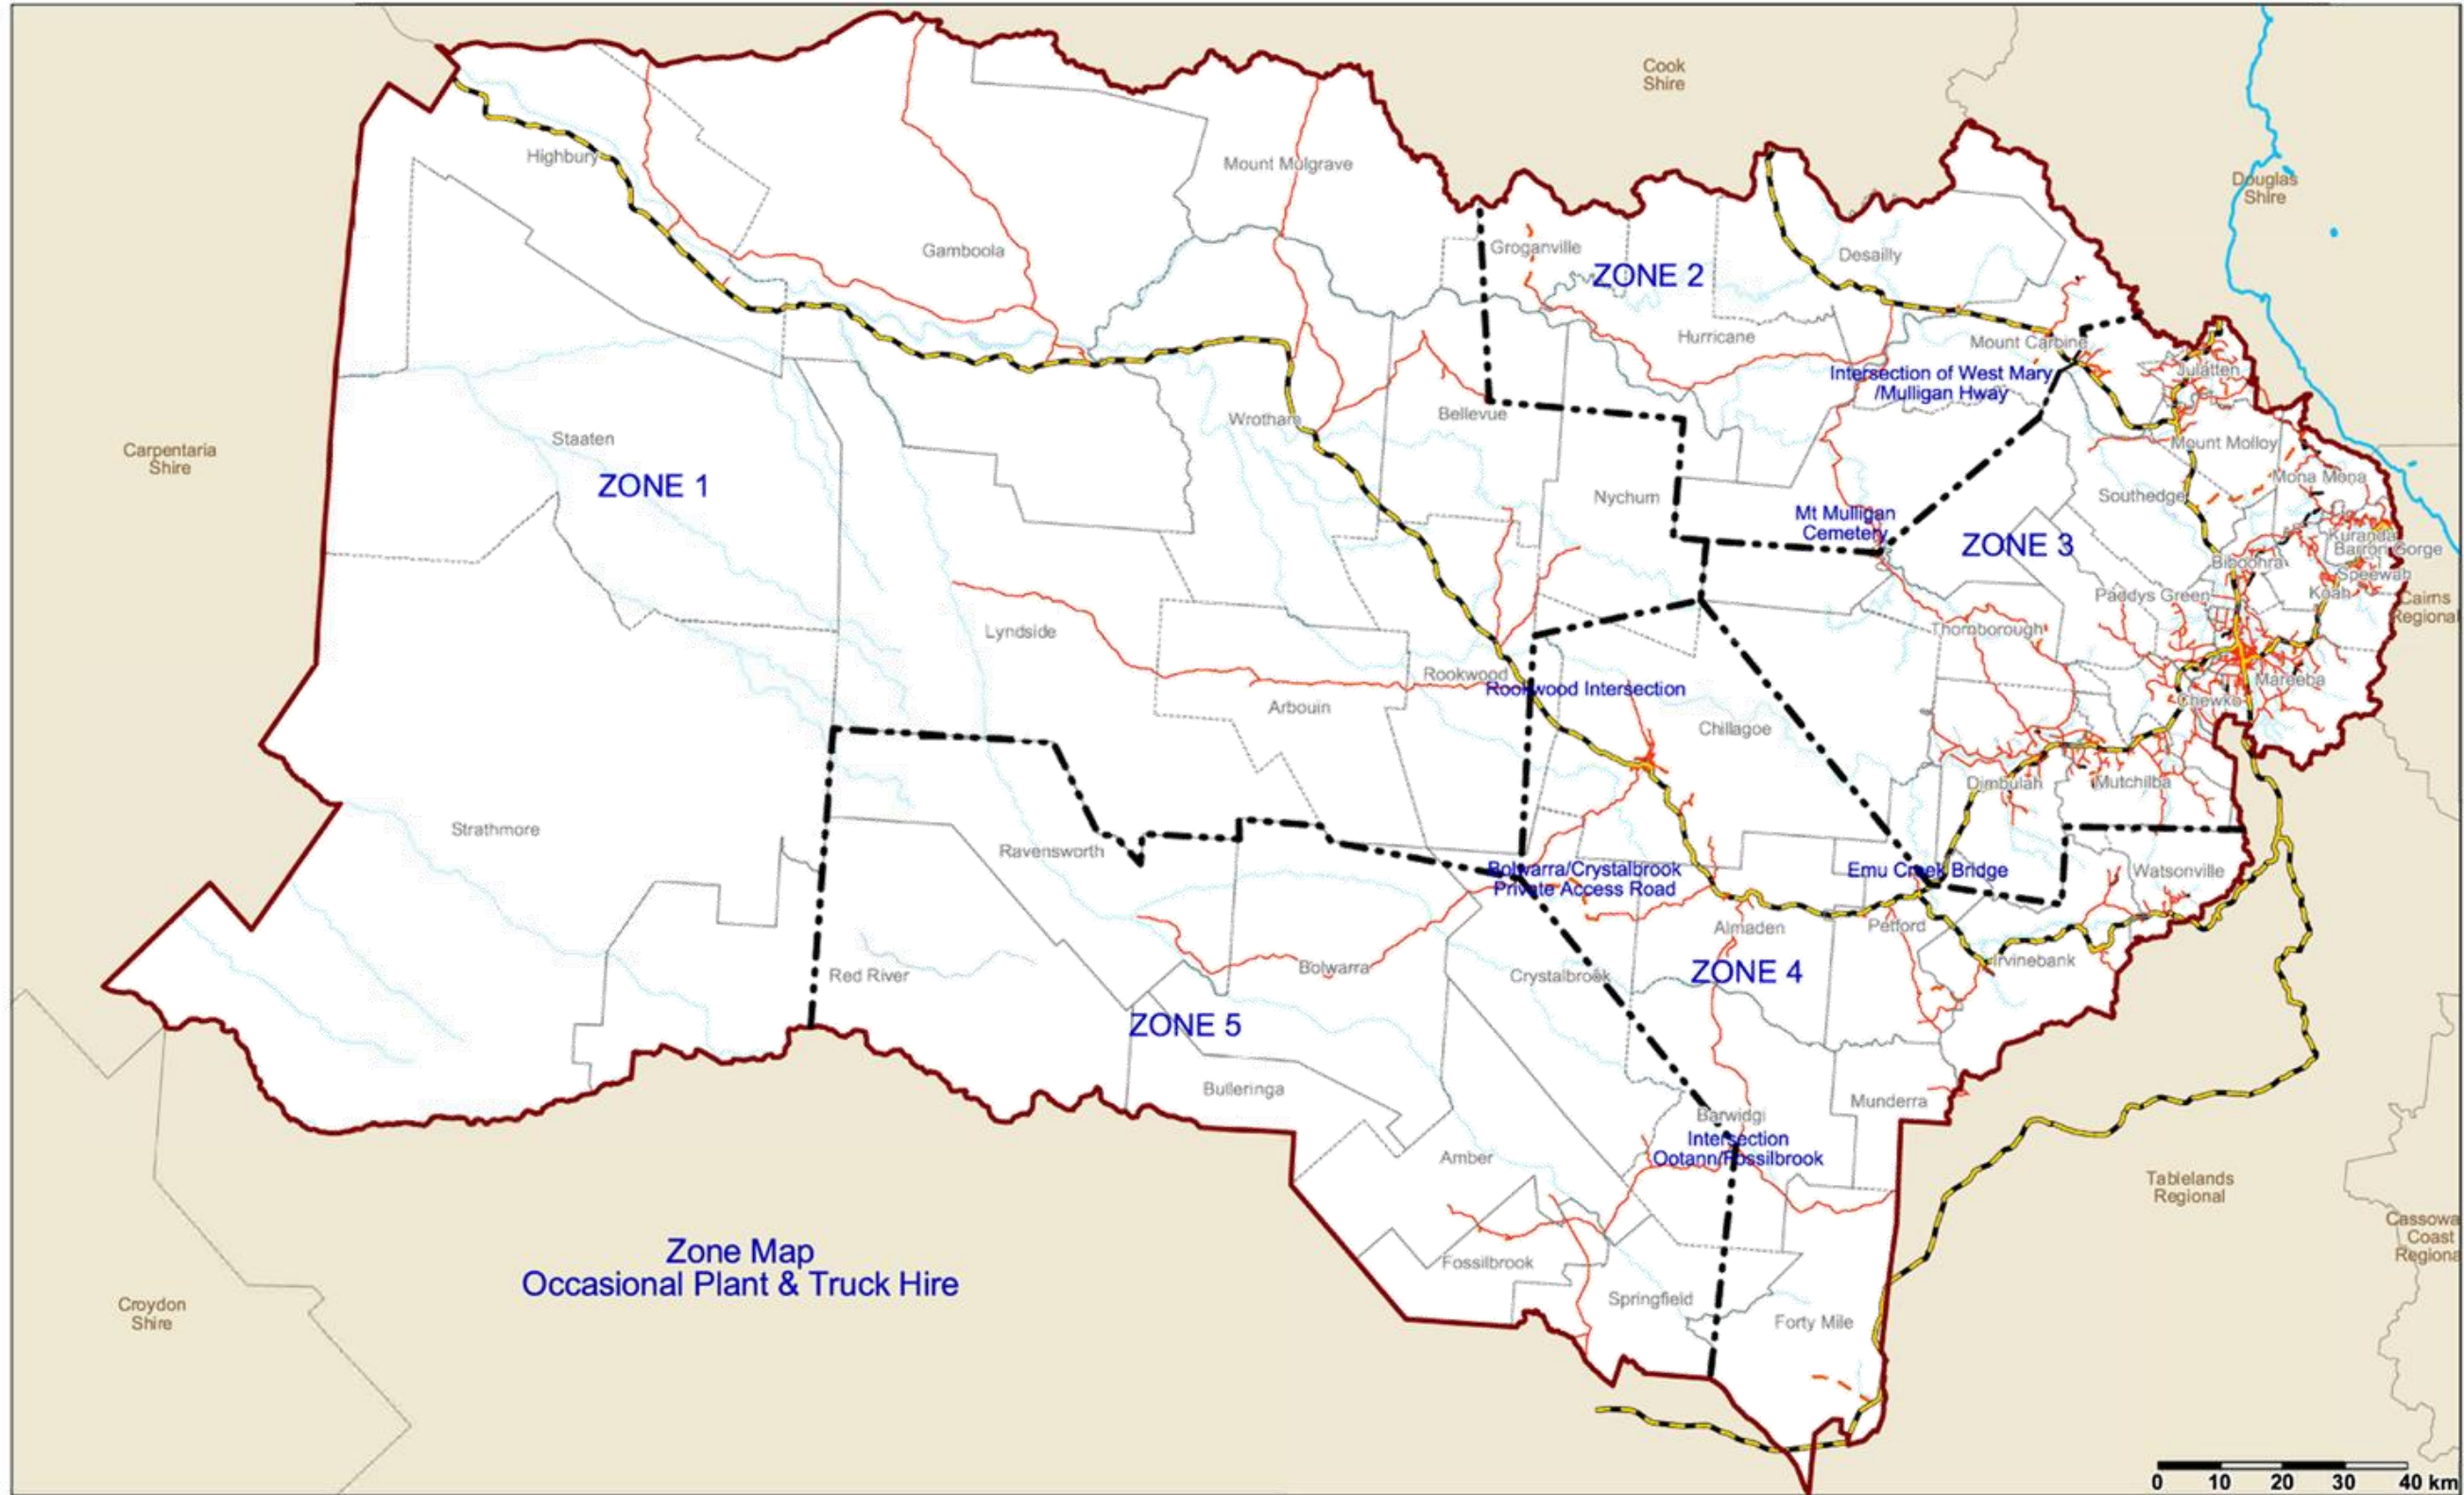 Cook
Shire
Douglas
Shire
Highbury
Mount Mulgrave
Gamboola
Groganville
ZONE 2
Desailly
Hurricane
Mount Carbine
Intersection of West Mary
/Mulligan Hway
Julatten
Carpentaria
Shire
Staaten
ZONE 1
Wrotham
Bellevue
Mount Molloy
Mona Mona
Nychum
Southedge
Mt Mulligan
Cemetery
ZONE 3
Kuranda
Barron Gorge
Biboohra
Speewah
Koah
Paddys Green
Cairns
Regional
Lyndside
Thornborough
Rookwood
Rookwood Intersection
Mareeba
Chewko
Arbouin
Chillagoe
Dimbulah
Mutchilba
Strathmore
Ravensworth
Bolwarra/Crystalbrook
Private Access Road
Emu Creek Bridge
Watsonville
Almaden
Petford
Irvinebank
Red River
Bolwarra
Crystalbrook
ZONE 4
ZONE 5
Bulleringa
Munderra
Barwidgi
Intersection
Ootann/Fossilbrook
Amber
Tablelands
Regional
Cassowa
Coast
Regiona
Zone Map
Occasional Plant & Truck Hire
Fossilbrook
Springfield
Forty Mile
Croydon
Shire
0 10 20 30 40 km